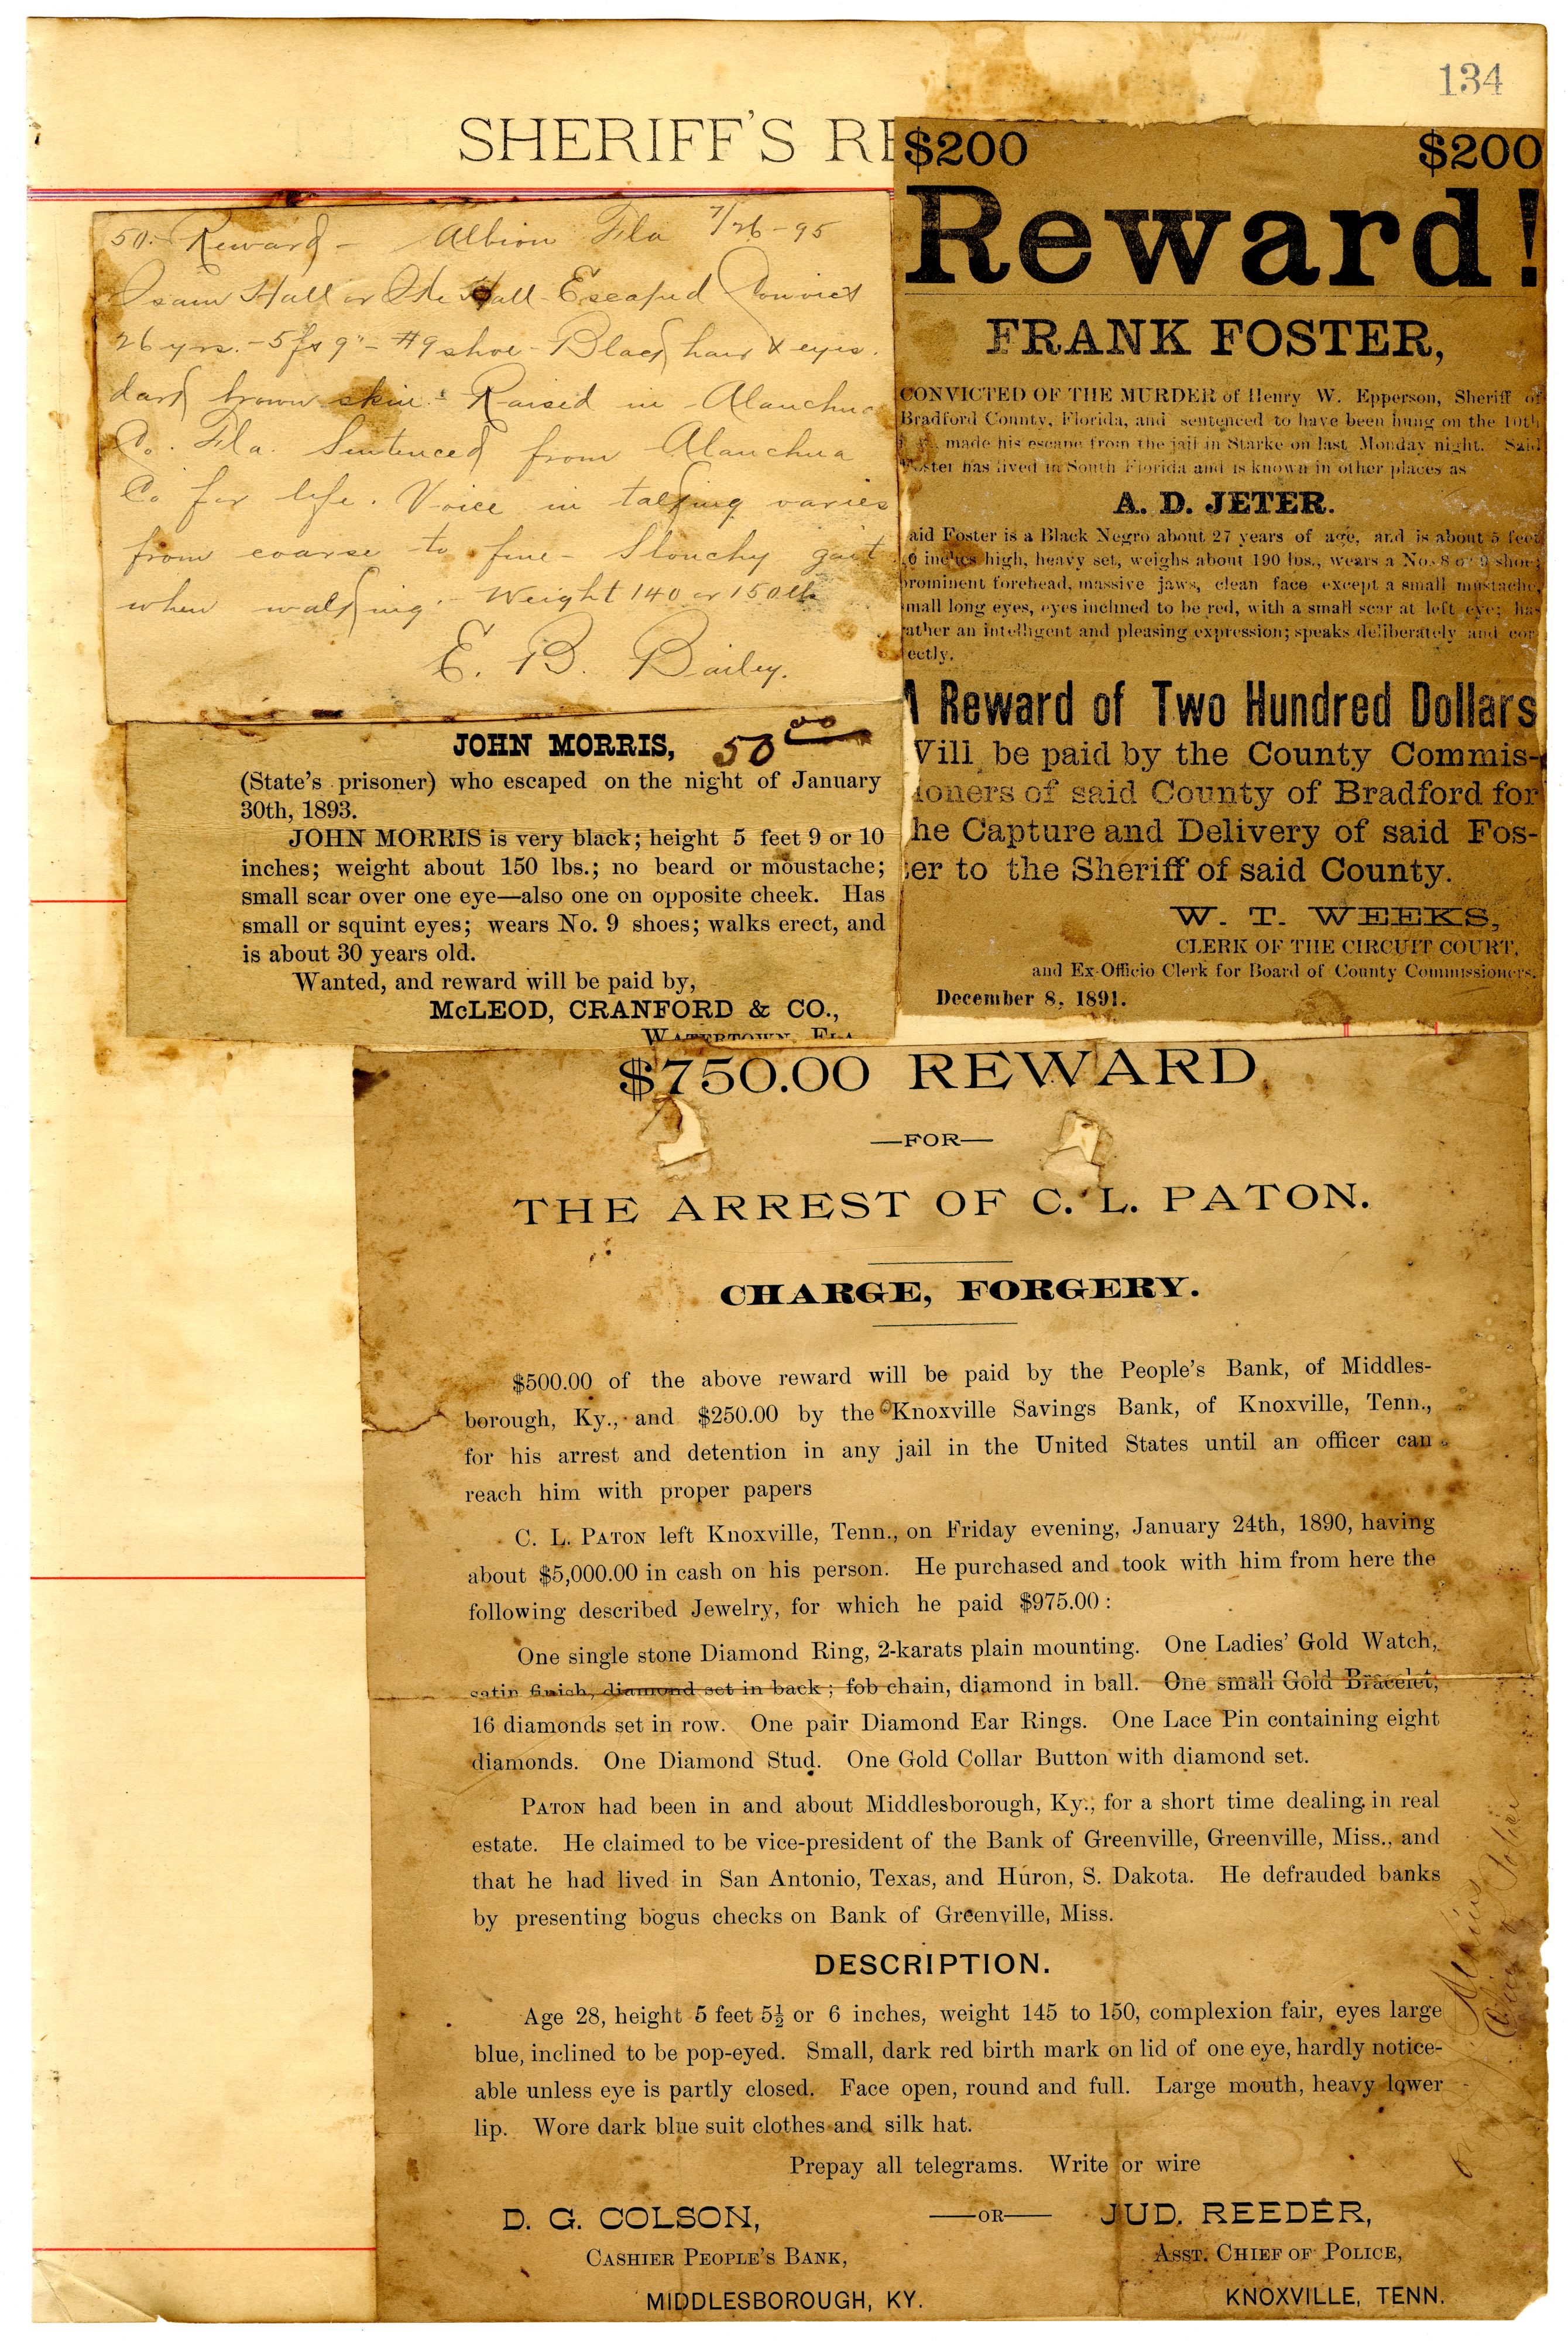 134
SHERIFF'S RE
50.- Reward - Albion Fla 7/26-95
Isam Hall or Hall - Escaped Convict
26 yrs. - 5 ft 9" - #9 shoe - Black hair & eyes.
dark brown skin - Raised in Alauchua
Co. Fla. Sentenced from Alauchua
Co for life. Voice in talking varies
from coarse to fine - Slouchy gait
when walking. - Weight 140 or 150 lb
E. B. Bailey.
JOHN MORRIS, 50 00
(State's prisoner) who escaped on the night of January
30th, 1893.
JOHN MORRIS is very black; height 5 feet 9 or 10
inches; weight about 150 lbs.; no beard or moustache;
small scar over one eye—also one on opposite cheek. Has
small or squint eyes; wears No. 9 shoes; walks erect, and
is about 30 years old.
Wanted, and reward will be paid by,
McLEOD, CRANFORD & CO.,
WATERTOWN, FLA
$200 $200
Reward!
FRANK FOSTER,
CONVICTED OF THE MURDER of Henry W. Epperson, Sheriff of
Bradford County, Florida, and sentenced to have been hung on the 10th
made his escape from the jail in Starke on last Monday night. Said
Foster has lived in South Florida and is known in other places as
A. D. JETER.
aid Foster is a Black Negro about 27 years of age, and is about 5 feet
inches high, heavy set, weighs about 190 lbs., wears a No. 8 or 9 shoe;
prominent forehead, massive jaws, clean face except a small mustache,
mall long eyes, eyes inclined to be red, with a small scar at left eye; has
rather an intelligent and pleasing expression; speaks deliberately and cor
ectly.
A Reward of Two Hundred Dollars
Will be paid by the County Commis-
ioners of said County of Bradford for
he Capture and Delivery of said Fos-
ter to the Sheriff of said County.
W. T. WEEKS,
CLERK OF THE CIRCUIT COURT,
and Ex-Officio Clerk for Board of County Commissioners.
December 8, 1891.
$750.00 REWARD
—FOR—
THE ARREST OF C. L. PATON.
CHARGE, FORGERY.
$500.00 of the above reward will be paid by the People's Bank, of Middles-
borough, Ky., and $250.00 by the Knoxville Savings Bank, of Knoxville, Tenn.,
for his arrest and detention in any jail in the United States until an officer can
reach him with proper papers
C. L. PATON left Knoxville, Tenn., on Friday evening, January 24th, 1890, having
about $5,000.00 in cash on his person. He purchased and took with him from here the
following described Jewelry, for which he paid $975.00:
One single stone Diamond Ring, 2-karats plain mounting. One Ladies' Gold Watch,
satin finish, diamond set in back; fob chain, diamond in ball. One small Gold Bracelet,
16 diamonds set in row. One pair Diamond Ear Rings. One Lace Pin containing eight
diamonds. One Diamond Stud. One Gold Collar Button with diamond set.
PATON had been in and about Middlesborough, Ky., for a short time dealing in real
estate. He claimed to be vice-president of the Bank of Greenville, Greenville, Miss., and
that he had lived in San Antonio, Texas, and Huron, S. Dakota. He defrauded banks
by presenting bogus checks on Bank of Greenville, Miss.
DESCRIPTION.
Age 28, height 5 feet 5½ or 6 inches, weight 145 to 150, complexion fair, eyes large
blue, inclined to be pop-eyed. Small, dark red birth mark on lid of one eye, hardly notice-
able unless eye is partly closed. Face open, round and full. Large mouth, heavy lower
lip. Wore dark blue suit clothes and silk hat.
Prepay all telegrams. Write or wire
D. G. COLSON, —OR— JUD. REEDER,
CASHIER PEOPLE'S BANK, ASST. CHIEF OF POLICE,
MIDDLESBOROUGH, KY. KNOXVILLE, TENN.